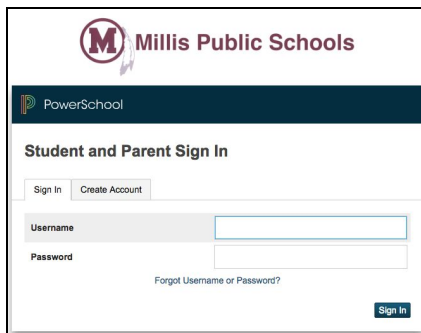 M Millis Public Schools
PowerSchool
Student and Parent Sign In
Sign In Create Account
Username
Password
Forgot Username or Password?
Sign In